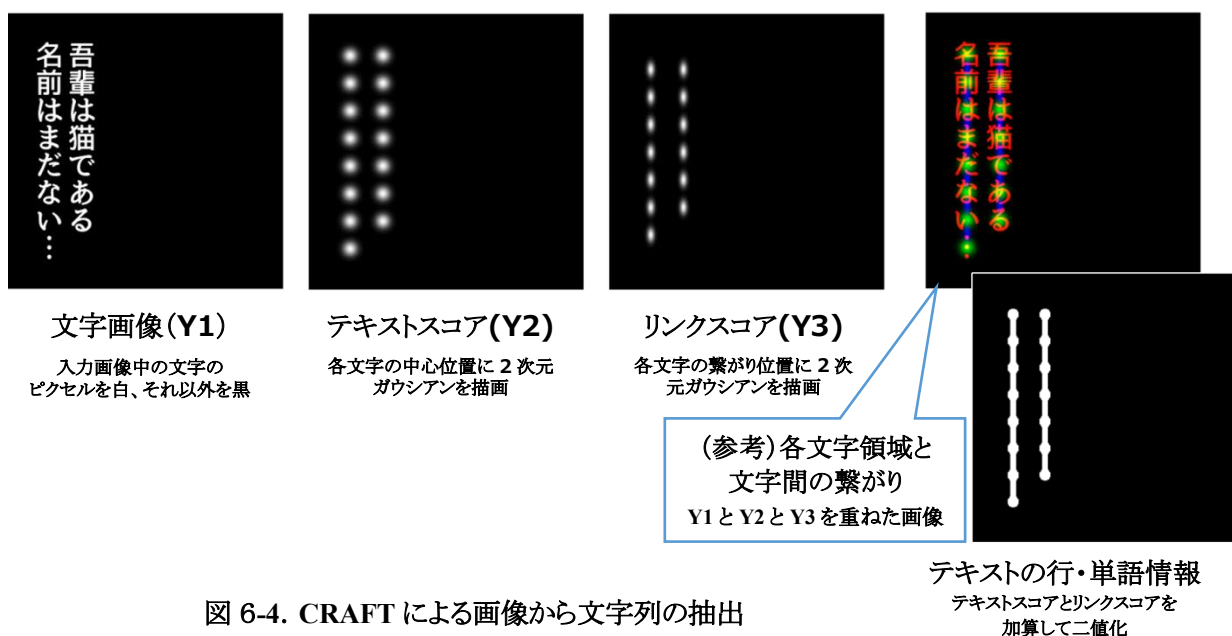 吾輩は猫である
名前はまだない…
文字画像(Y1)
入力画像中の文字の
ピクセルを白、それ以外を黒
テキストスコア(Y2)
各文字の中心位置に2次元
ガウシアンを描画
リンクスコア(Y3)
各文字の繋がり位置に2次
元ガウシアンを描画
吾輩は猫である
名前はまだない…
(参考)各文字領域と
文字間の繋がり
Y1とY2とY3を重ねた画像
テキストの行・単語情報
テキストスコアとリンクスコアを
加算して二値化
図 6-4. CRAFT による画像から文字列の抽出